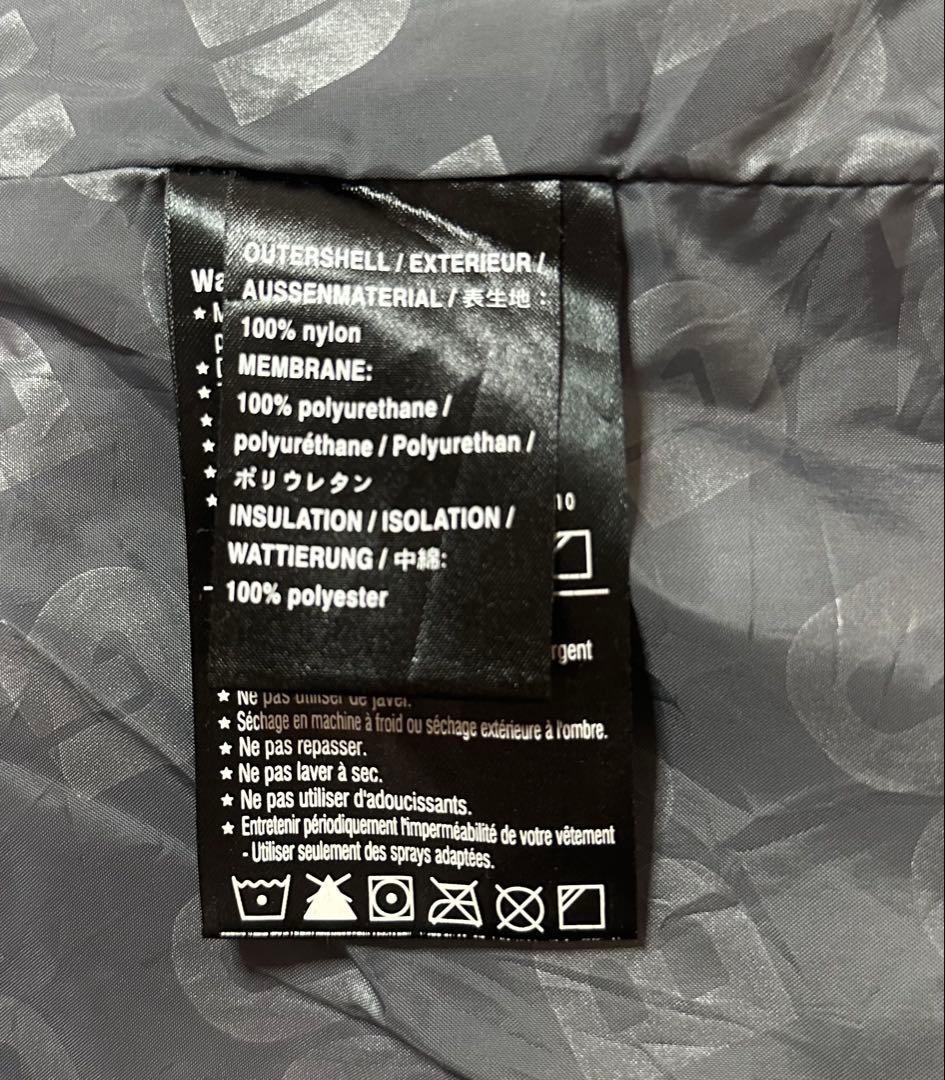 OUTERSHELL / EXTERIEUR /
AUSSENMATERIAL / 表生地 :
100% nylon
MEMBRANE:
100% polyurethane /
polyuréthane / Polyurethan /
ポリウレタン
INSULATION / ISOLATION /
WATTIERUNG / 中綿:
100% polyester
★ Ne pas utiliser de javel.
★ Séchage en machine à froid ou séchage extérieure à l'ombre.
★ Ne pas repasser.
★ Ne pas laver à sec.
★ Ne pas utiliser d'adoucissants.
★ Entretenir périodiquement l'imperméabilité de votre vêtement
- Utiliser seulement des sprays adaptées.